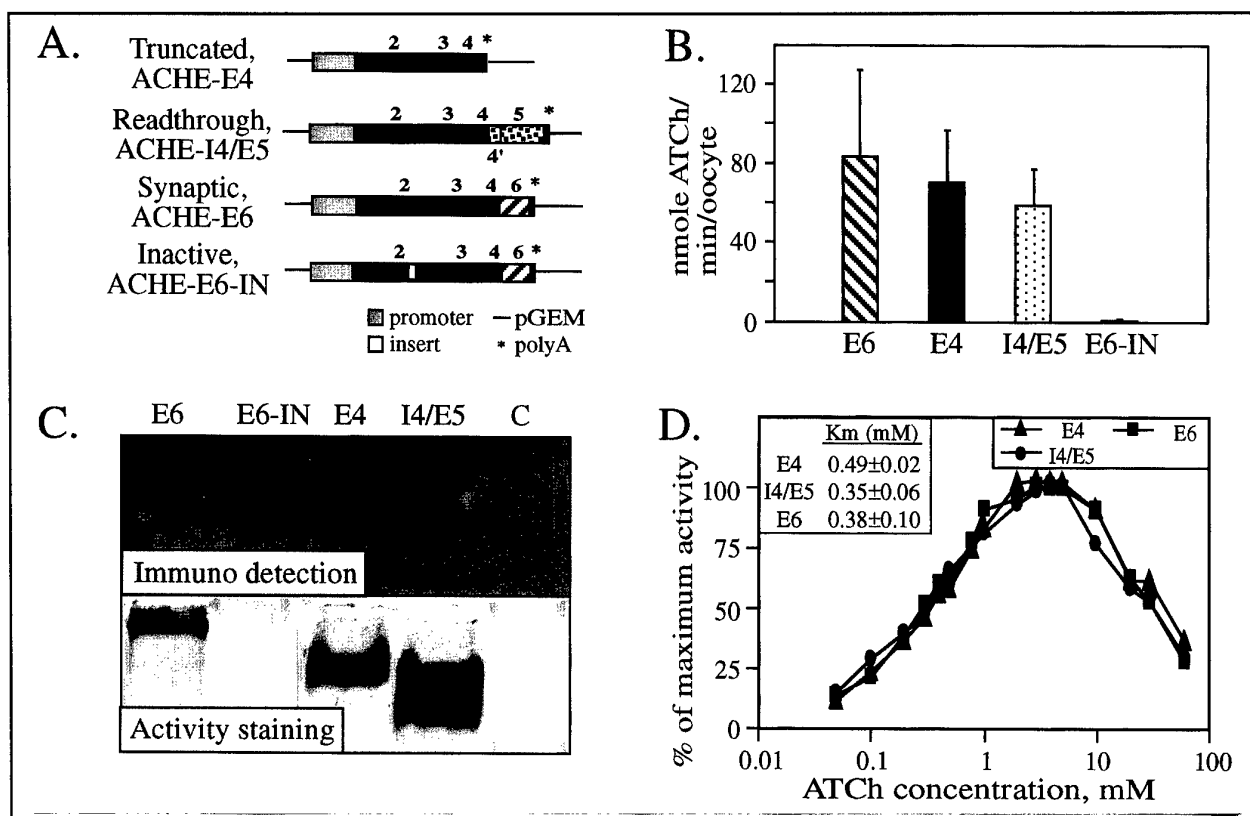 A.
Truncated,
ACHE-E4
2 3 4 *
Readthrough,
ACHE-I4/E5
2 3 4 5 *
4'
Synaptic,
ACHE-E6
2 3 4 6 *
Inactive,
ACHE-E6-IN
2 3 4 6 *
promoter
pGEM
insert
* polyA
B.
nmole ATCh/
min/oocyte
120
80
40
0
E6 E4 I4/E5 E6-IN
C.
E6 E6-IN E4 I4/E5 C
Immuno detection
Activity staining
D.
Km (mM)
E4 0.49±0.02
I4/E5 0.35±0.06
E6 0.38±0.10
E4 E6
I4/E5
% of maximum activity
100
75
50
25
0
0.01 0.1 1 10 100
ATCh concentration, mM